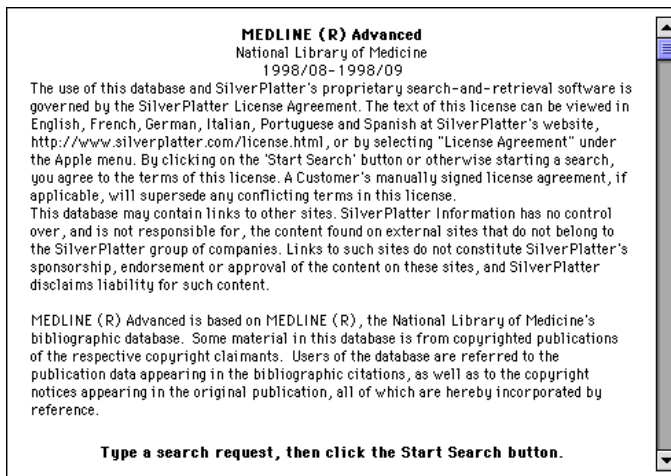 MEDLINE (R) Advanced
National Library of Medicine
1998/08-1998/09
The use of this database and SilverPlatter's proprietary search-and-retrieval software is
governed by the SilverPlatter License Agreement. The text of this license can be viewed in
English, French, German, Italian, Portuguese and Spanish at SilverPlatter's website,
http://www.silverplatter.com/license.html, or by selecting "License Agreement" under
the Apple menu. By clicking on the 'Start Search' button or otherwise starting a search,
you agree to the terms of this license. A Customer's manually signed license agreement, if
applicable, will supersede any conflicting terms in this license.
This database may contain links to other sites. SilverPlatter Information has no control
over, and is not responsible for, the content found on external sites that do not belong to
the SilverPlatter group of companies. Links to such sites do not constitute SilverPlatter's
sponsorship, endorsement or approval of the content on these sites, and SilverPlatter
disclaims liability for such content.
MEDLINE (R) Advanced is based on MEDLINE (R), the National Library of Medicine's
bibliographic database. Some material in this database is from copyrighted publications
of the respective copyright claimants. Users of the database are referred to the
publication data appearing in the bibliographic citations, as well as to the copyright
notices appearing in the original publication, all of which are hereby incorporated by
reference.
Type a search request, then click the Start Search button.